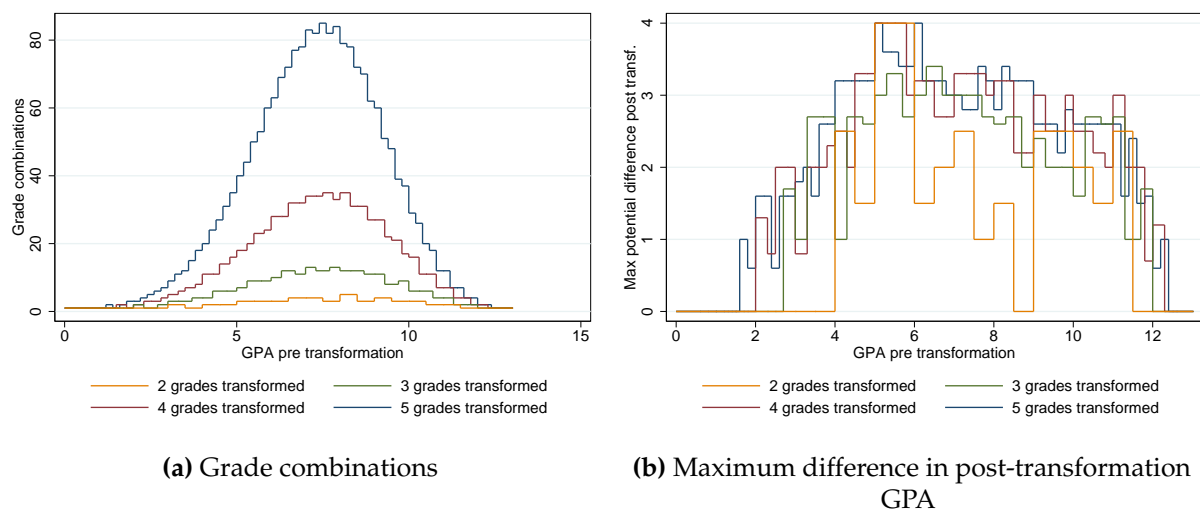 80
60
40
20
0
Grade combinations
0 5 10 15
GPA pre transformation
2 grades transformed 3 grades transformed
4 grades transformed 5 grades transformed
(a) Grade combinations
4
3
2
1
0
Max potential difference post transf.
0 2 4 6 8 10 12
GPA pre transformation
2 grades transformed 3 grades transformed
4 grades transformed 5 grades transformed
(b) Maximum difference in post-transformation
GPA